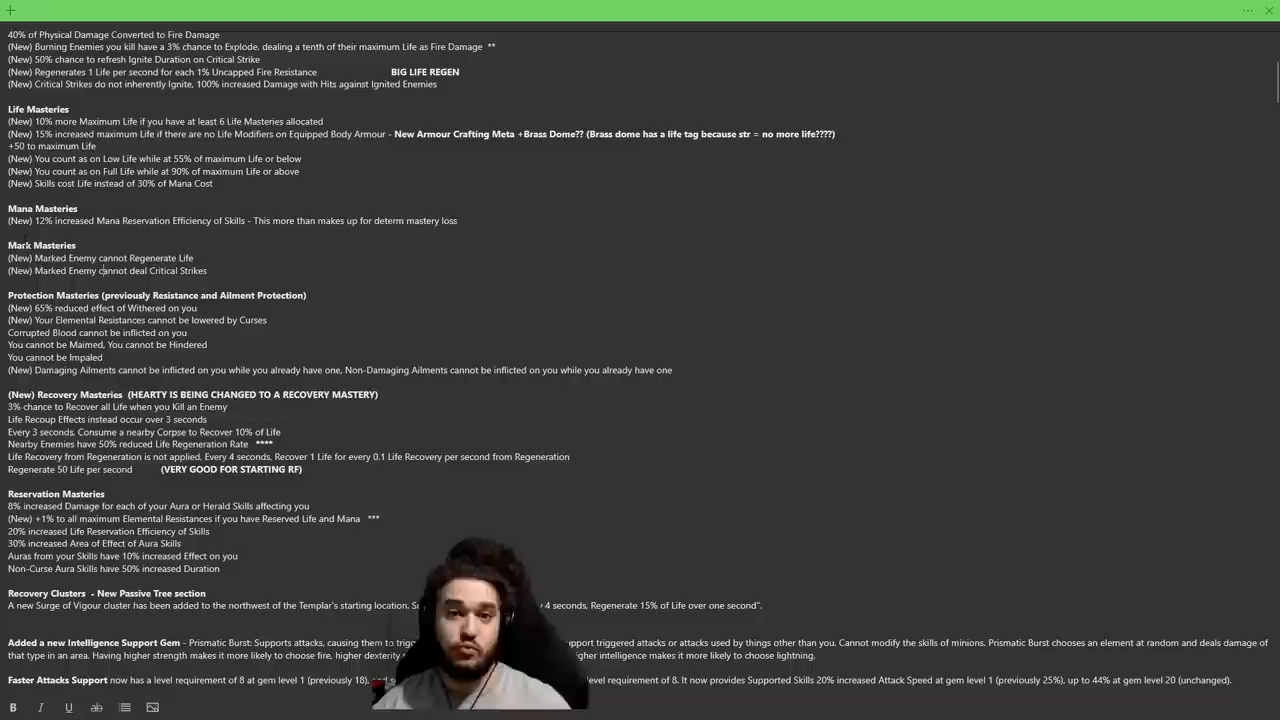 40% of Physical Damage Converted to Fire Damage
(New) Burning Enemies you kill have a 3% chance to Explode, dealing a tenth of their maximum Life as Fire Damage **
(New) 50% chance to refresh Ignite Duration on Critical Strike
(New) Regenerates 1 Life per second for each 1% Uncapped Fire Resistance BIG LIFE REGEN
(New) Critical Strikes do not inherently Ignite, 100% increased Damage with Hits against Ignited Enemies
Life Masteries
(New) 10% more Maximum Life if you have at least 6 Life Masteries allocated
(New) 15% increased maximum Life if there are no Life Modifiers on Equipped Body Armour - New Armour Crafting Meta +Brass Dome?? (Brass dome has a life tag because str = no more life????)
+50 to maximum Life
(New) You count as on Low Life while at 55% of maximum Life or below
(New) You count as on Full Life while at 90% of maximum Life or above
(New) Skills cost Life instead of 30% of Mana Cost
Mana Masteries
(New) 12% increased Mana Reservation Efficiency of Skills - This more than makes up for determ mastery loss
Mark Masteries
(New) Marked Enemy cannot Regenerate Life
(New) Marked Enemy cannot deal Critical Strikes
Protection Masteries (previously Resistance and Ailment Protection)
(New) 65% reduced effect of Withered on you
(New) Your Elemental Resistances cannot be lowered by Curses
Corrupted Blood cannot be inflicted on you
You cannot be Maimed, You cannot be Hindered
You cannot be Impaled
(New) Damaging Ailments cannot be inflicted on you while you already have one, Non-Damaging Ailments cannot be inflicted on you while you already have one
(New) Recovery Masteries (HEARTY IS BEING CHANGED TO A RECOVERY MASTERY)
3% chance to Recover all Life when you Kill an Enemy
Life Recoup Effects instead occur over 3 seconds
Every 3 seconds, Consume a nearby Corpse to Recover 10% of Life
Nearby Enemies have 50% reduced Life Regeneration Rate ****
Life Recovery from Regeneration is not applied, Every 4 seconds, Recover 1 Life for every 0.1 Life Recovery per second from Regeneration
Regenerate 50 Life per second (VERY GOOD FOR STARTING RF)
Reservation Masteries
8% increased Damage for each of your Aura or Herald Skills affecting you
(New) +1% to all maximum Elemental Resistances if you have Reserved Life and Mana ***
20% increased Life Reservation Efficiency of Skills
30% increased Area of Effect of Aura Skills
Auras from your Skills have 10% increased Effect on you
Non-Curse Aura Skills have 50% increased Duration
Recovery Clusters - New Passive Tree section
A new Surge of Vigour cluster has been added to the northwest of the Templar's starting location. 4 seconds, Regenerate 15% of Life over one second".
Added a new Intelligence Support Gem - Prismatic Burst: Supports attacks, causing them to support triggered attacks or attacks used by things other than you. Cannot modify the skills of minions. Prismatic Burst chooses an element at random and deals damage of
that type in an area. Having higher strength makes it more likely to choose fire, higher dexterity higher intelligence makes it more likely to choose lightning.
Faster Attacks Support now has a level requirement of 8 at gem level 1 (previously 18), level requirement of 8. It now provides Supported Skills 20% increased Attack Speed at gem level 1 (previously 25%), up to 44% at gem level 20 (unchanged).
B I U ab